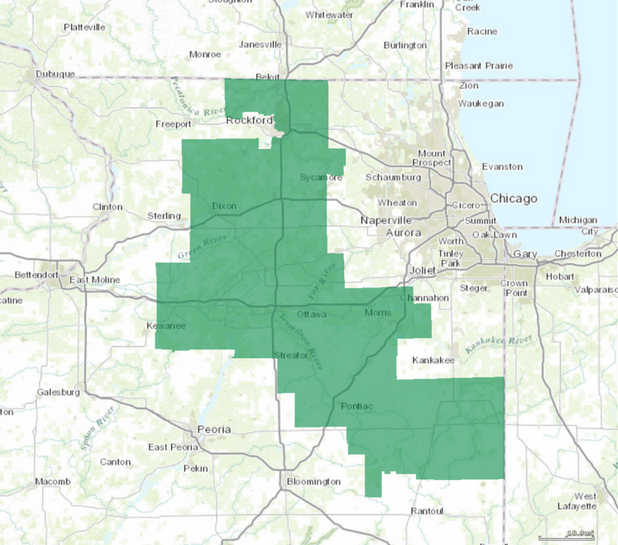 Stoughton
Franklin
Oak
Creek
Whitewater
Platteville
Racine
Janesville
Burlington
Monroe
Pleasant Prairie
Dubuque
Beloit
Zion
Pecatonica River
Waukegan
Freeport
Rockford
Mount
Prospect
Evanston
Sycamore
Schaumburg
Chicago
Clinton
Dixon
Wheaton
Cicero
Sterling
Naperville
Summit
Michigan
City
Aurora
Oak Lawn
Worth
Green River
Tinley
Park
Gary
Chesterton
Bettendorf
East Moline
Joliet
Hobart
Fox River
Crown
Point
Steger
Valparaiso
Channahon
Ottawa
Morris
Kewanee
Vermilion River
Kankakee River
Streator
Kankakee
Galesburg
Spoon River
Pontiac
Peoria
East Peoria
Canton
Pekin
Macomb
Bloomington
West
Lafayette
Rantoul